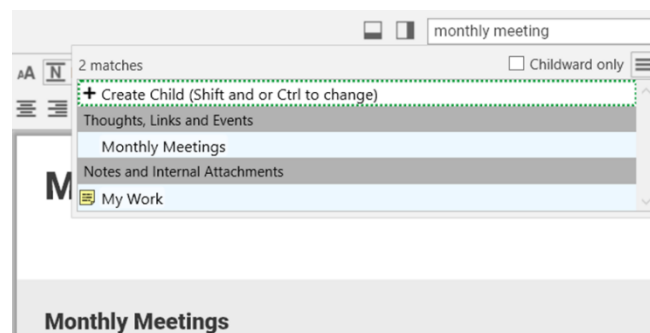 monthly meeting
2 matches
Childward only
AA N
+ Create Child (Shift and or Ctrl to change)
Thoughts, Links and Events
Monthly Meetings
Notes and Internal Attachments
M
My Work
Monthly Meetings